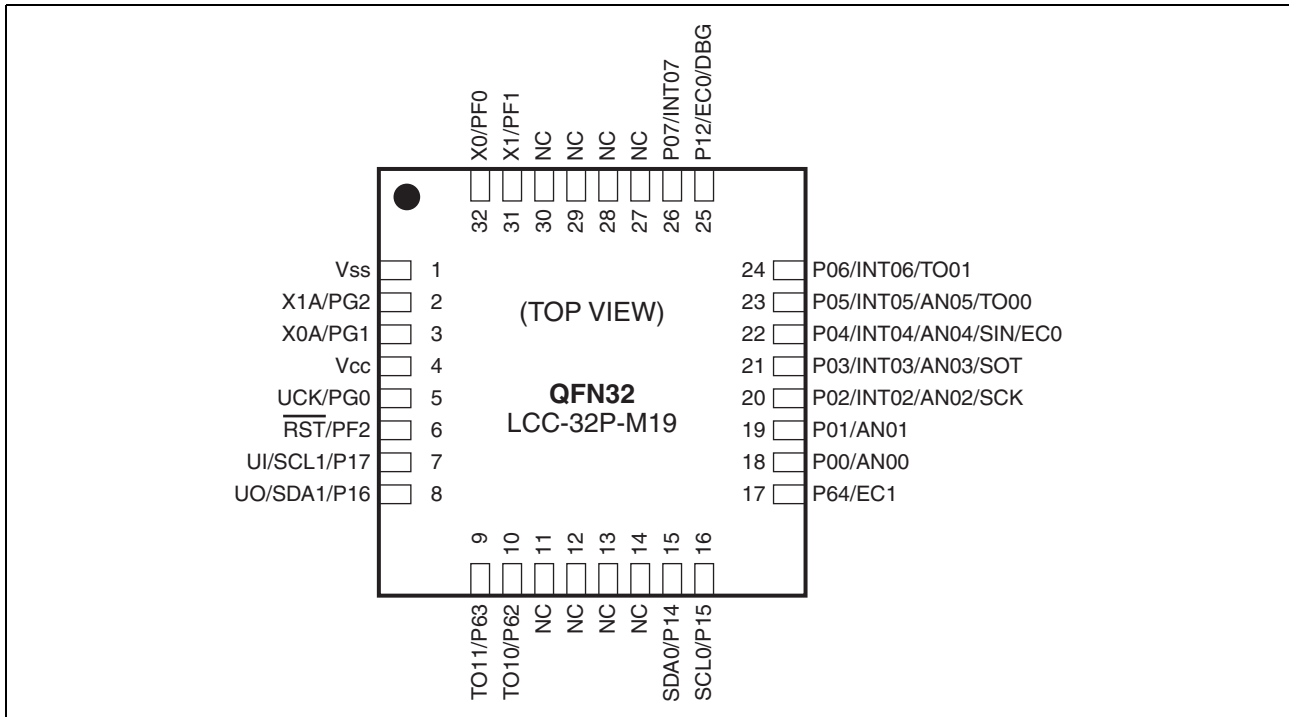 X0/PF0
X1/PF1
NC
NC
NC
NC
P07/INT07
P12/EC0/DBG
32
31
30
29
28
27
26
25
Vss 1
X1A/PG2 2
X0A/PG1 3
Vcc 4
UCK/PG0 5
RST/PF2 6
UI/SCL1/P17 7
UO/SDA1/P16 8
(TOP VIEW)
QFN32
LCC-32P-M19
24 P06/INT06/TO01
23 P05/INT05/AN05/TO00
22 P04/INT04/AN04/SIN/EC0
21 P03/INT03/AN03/SOT
20 P02/INT02/AN02/SCK
19 P01/AN01
18 P00/AN00
17 P64/EC1
9
10
11
12
13
14
15
16
TO11/P63
TO10/P62
NC
NC
NC
NC
SDA0/P14
SCL0/P15